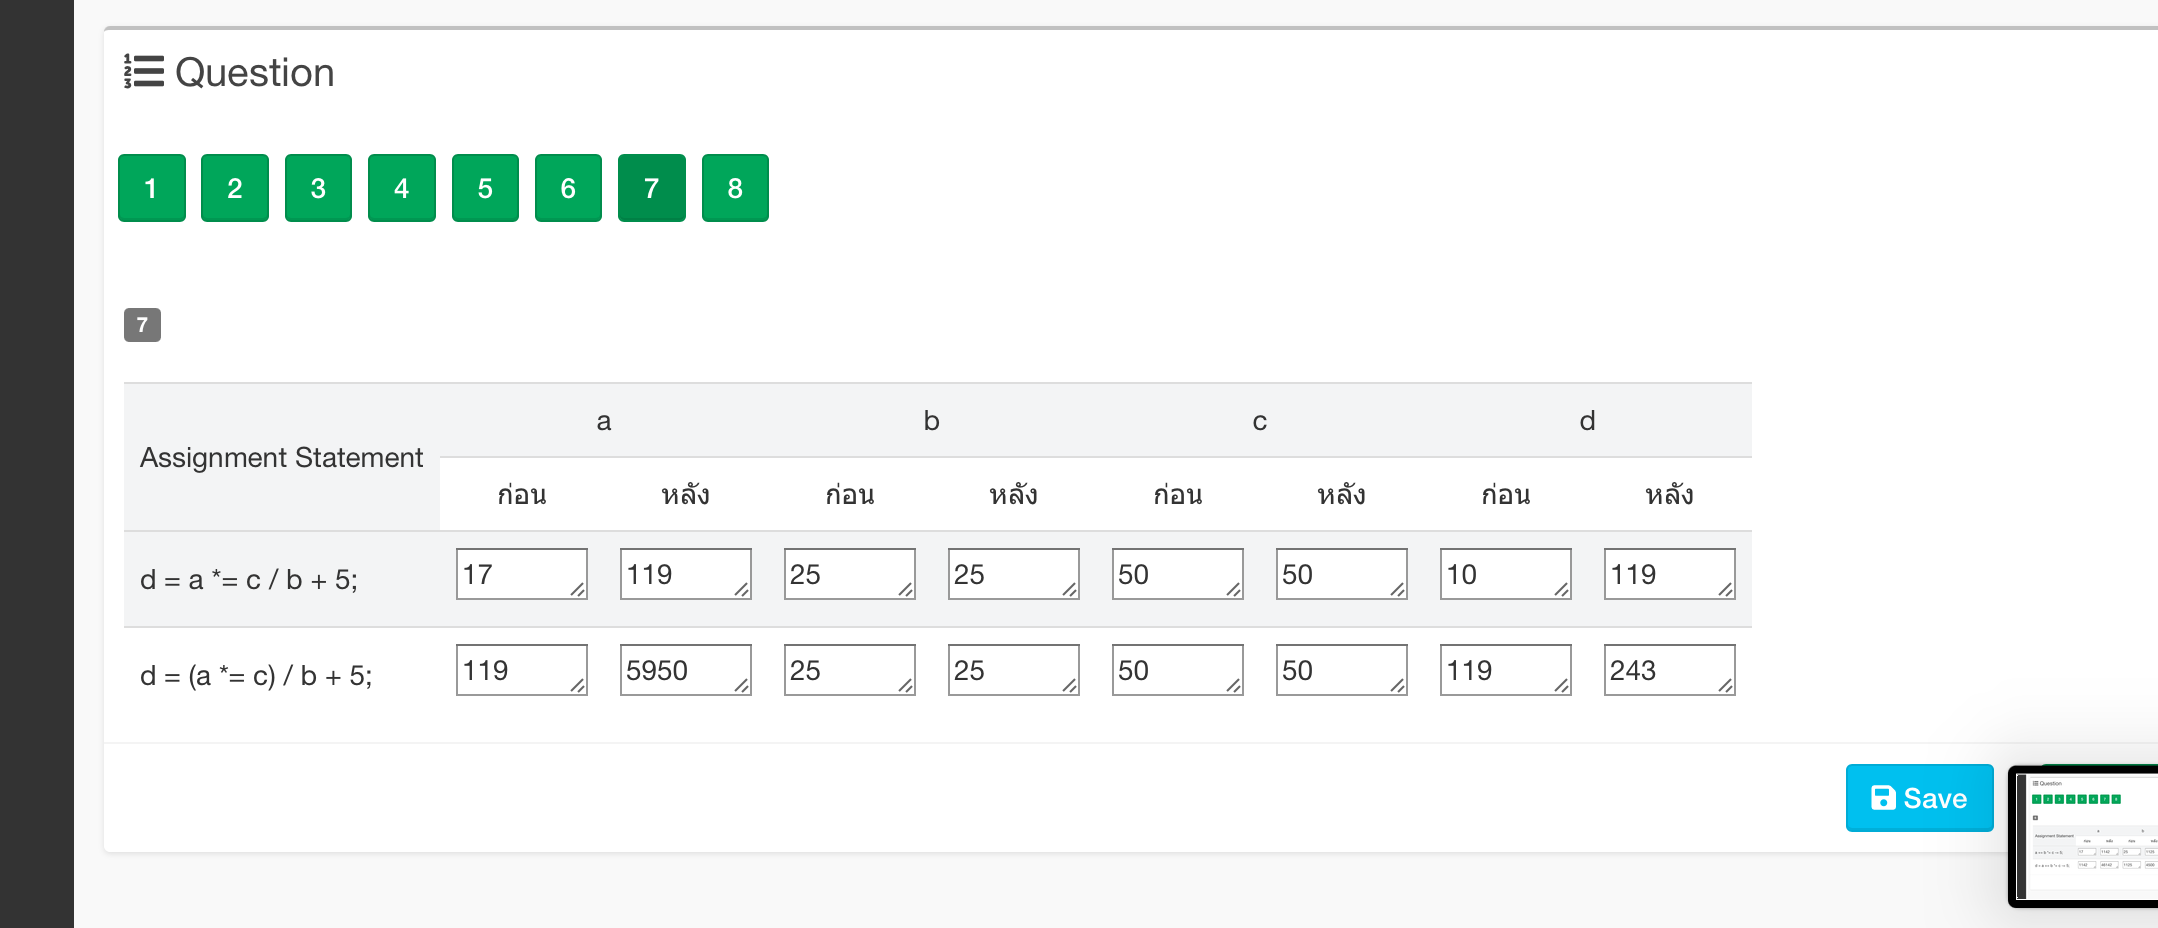 Question
1 2 3 4 5 6 7 8
7
Assignment Statement a b c d
ก่อน หลัง ก่อน หลัง ก่อน หลัง ก่อน หลัง
d = a *= c / b + 5; 17 119 25 25 50 50 10 119
d = (a *= c) / b + 5; 119 5950 25 25 50 50 119 243
Save
Question